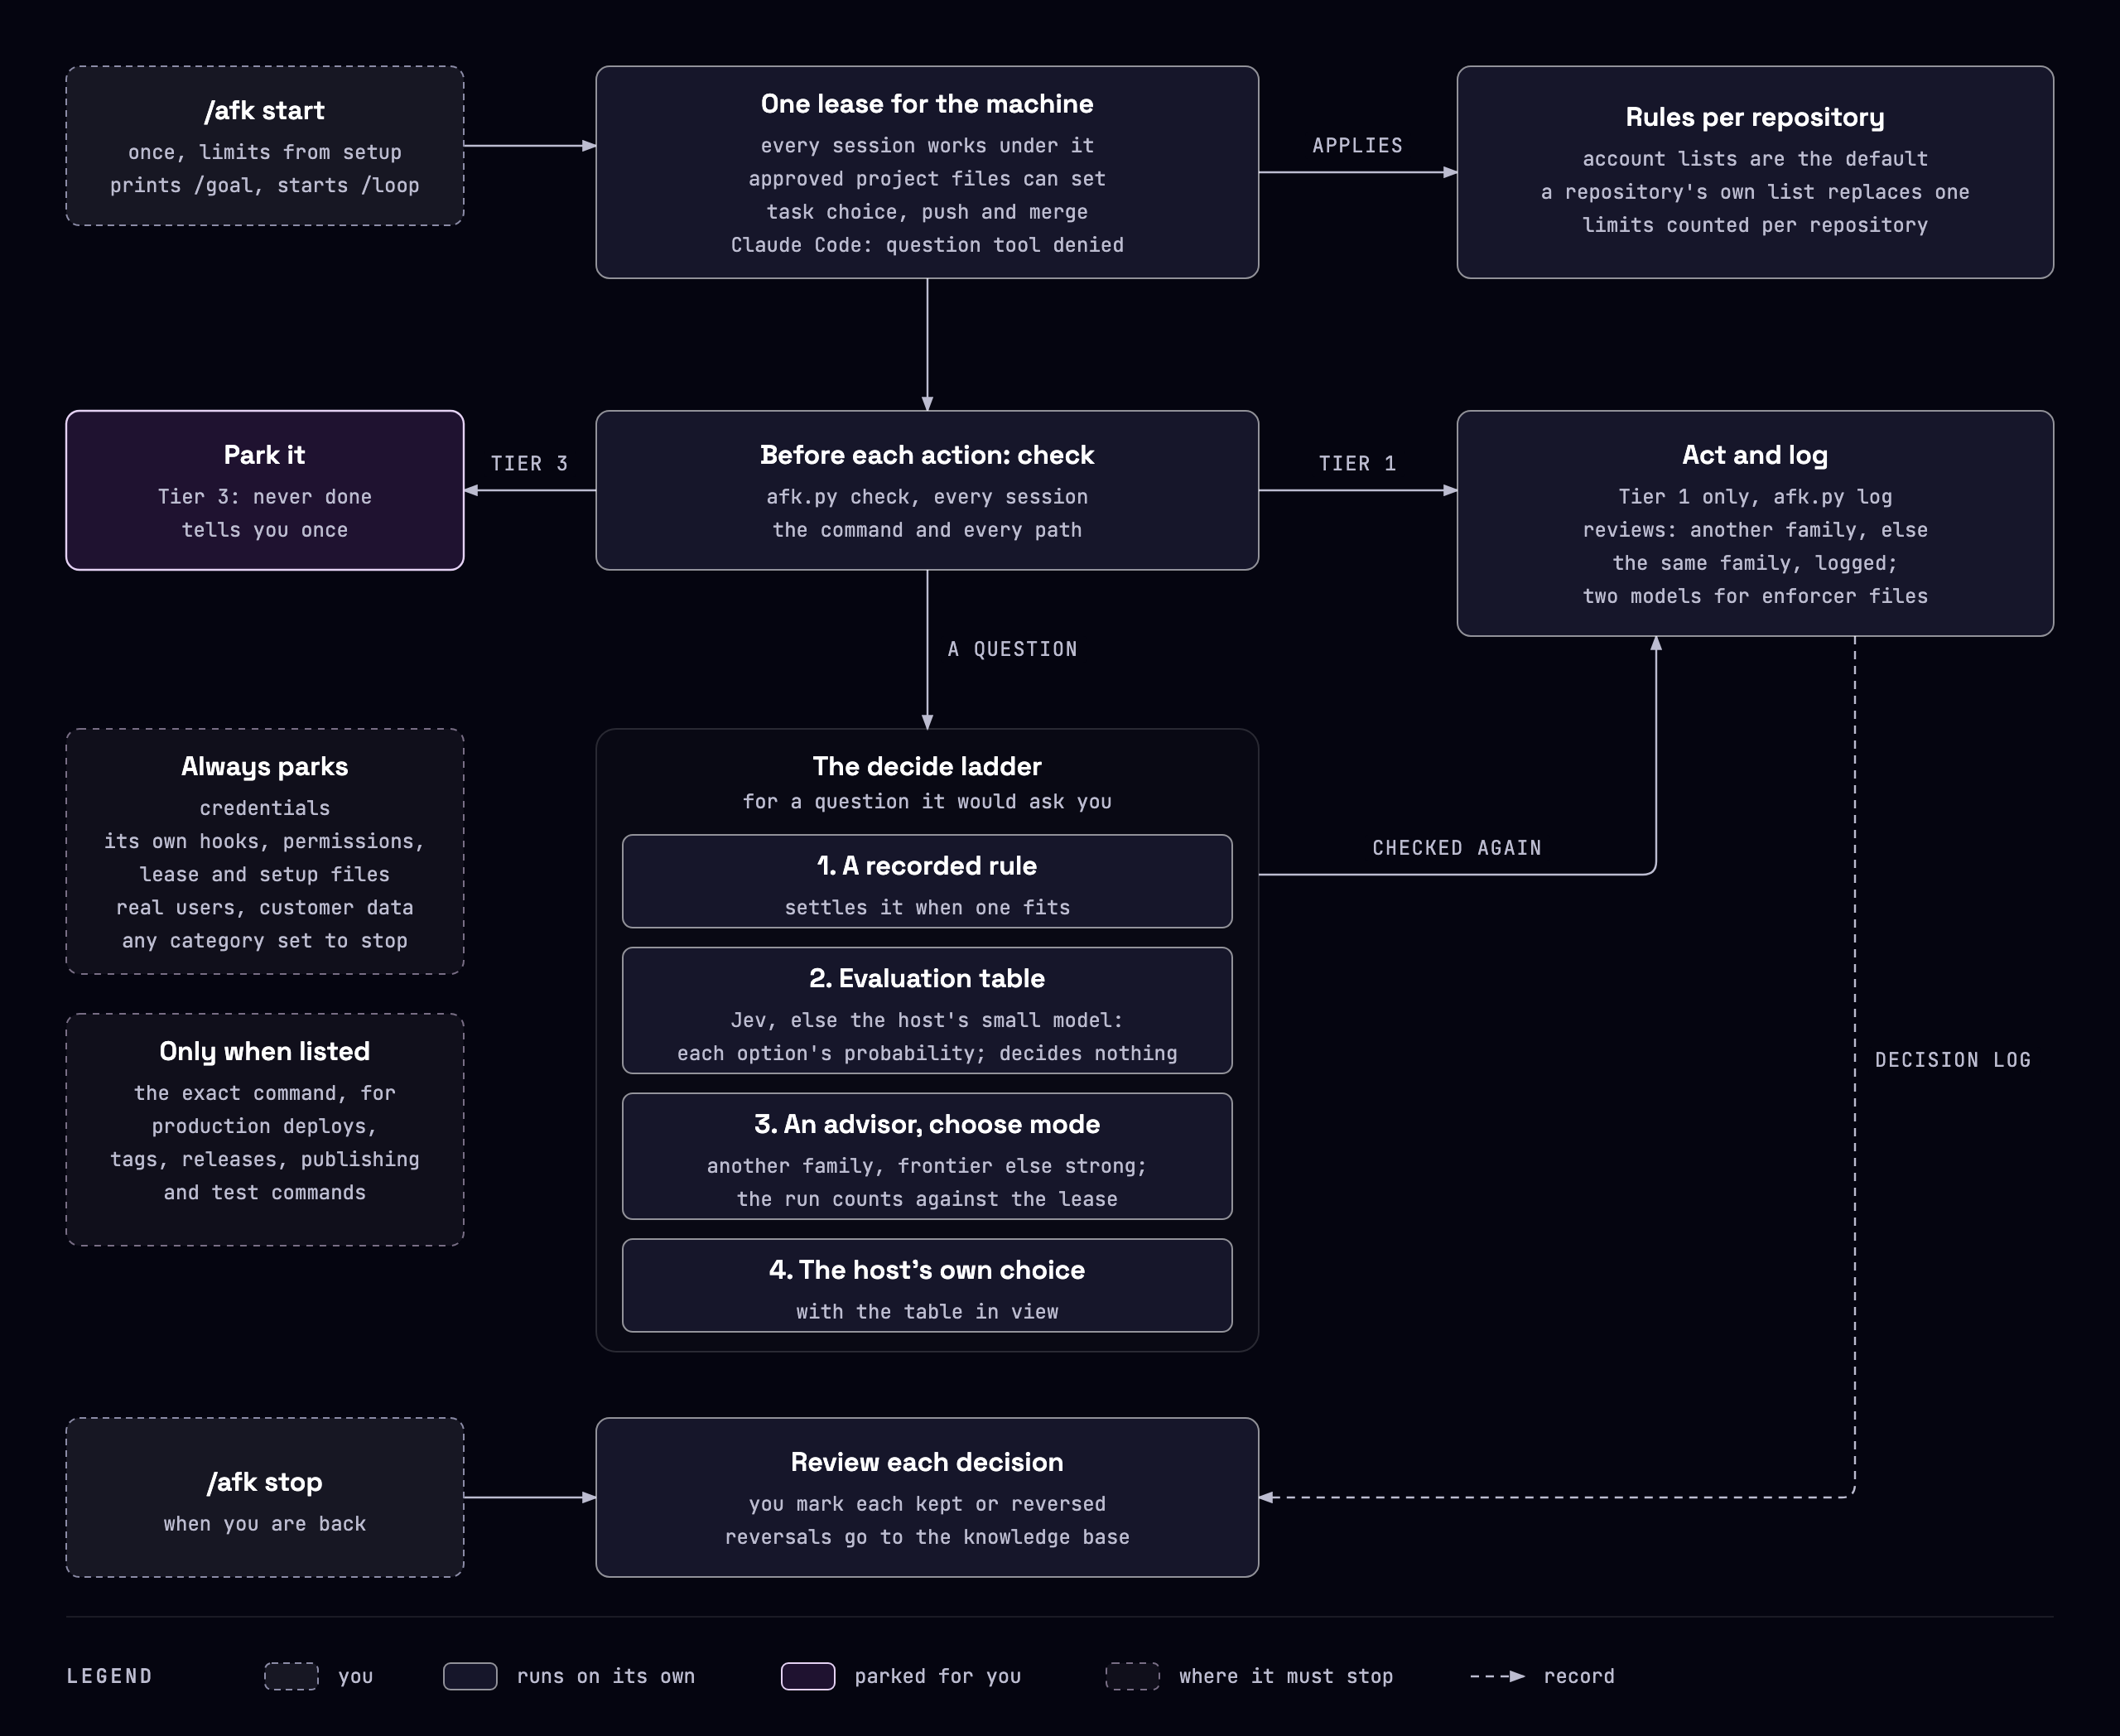 /afk start
once, limits from setup
prints /goal, starts /loop
One lease for the machine
every session works under it
approved project files can set
task choice, push and merge
Claude Code: question tool denied
APPLIES
Rules per repository
account lists are the default
a repository's own list replaces one
limits counted per repository
Park it
Tier 3: never done
tells you once
TIER 3
Before each action: check
afk.py check, every session
the command and every path
TIER 1
Act and log
Tier 1 only, afk.py log
reviews: another family, else
the same family, logged;
two models for enforcer files
A QUESTION
Always parks
credentials
its own hooks, permissions,
lease and setup files
real users, customer data
any category set to stop
Only when listed
the exact command, for
production deploys,
tags, releases, publishing
and test commands
The decide ladder
for a question it would ask you
1. A recorded rule
settles it when one fits
2. Evaluation table
Jev, else the host's small model:
each option's probability; decides nothing
3. An advisor, choose mode
another family, frontier else strong;
the run counts against the lease
4. The host's own choice
with the table in view
CHECKED AGAIN
DECISION LOG
/afk stop
when you are back
Review each decision
you mark each kept or reversed
reversals go to the knowledge base
LEGEND
you
runs on its own
parked for you
where it must stop
record